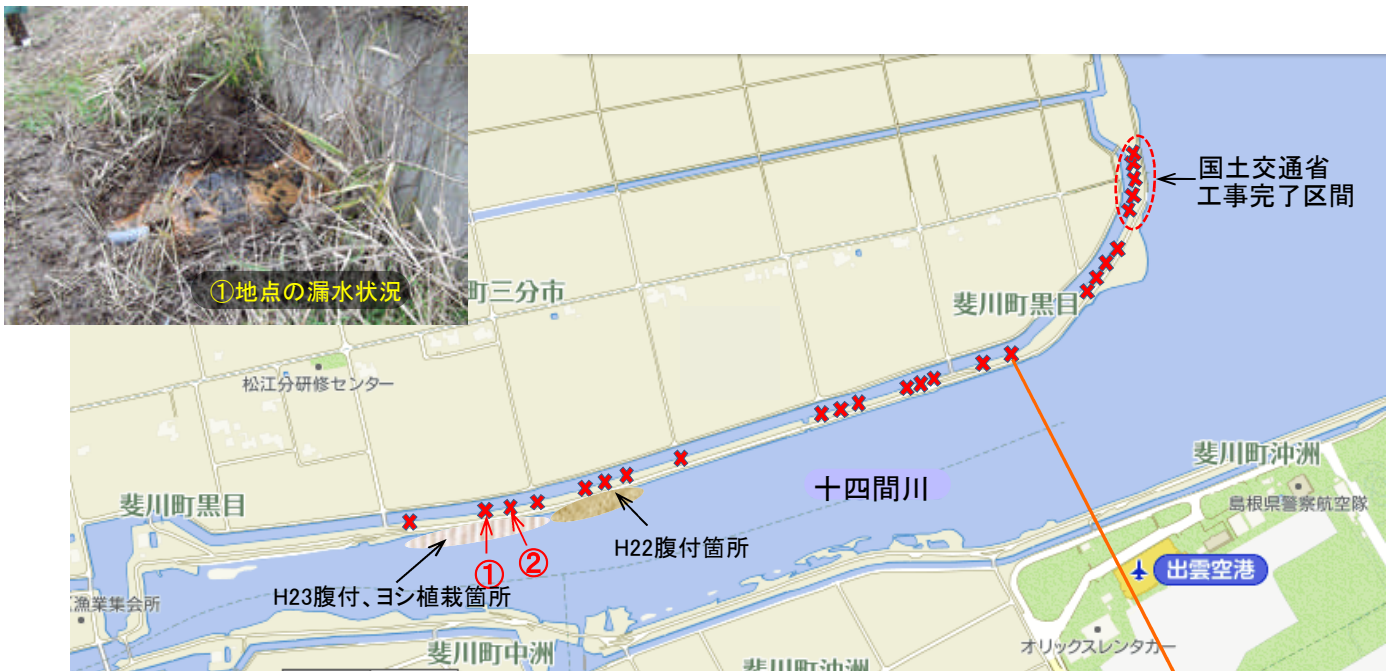 ①地点の漏水状況
国土交通省
工事完了区間
町三分市
斐川町黒目
松江分研修センター
斐川町沖洲
島根県警察航空隊
十四間川
斐川町黒目
H22腹付箇所
①
②
出雲空港
H23腹付、ヨシ植栽箇所
漁業集会所
オリックスレンタカー
斐川町中洲
斐川町沖洲